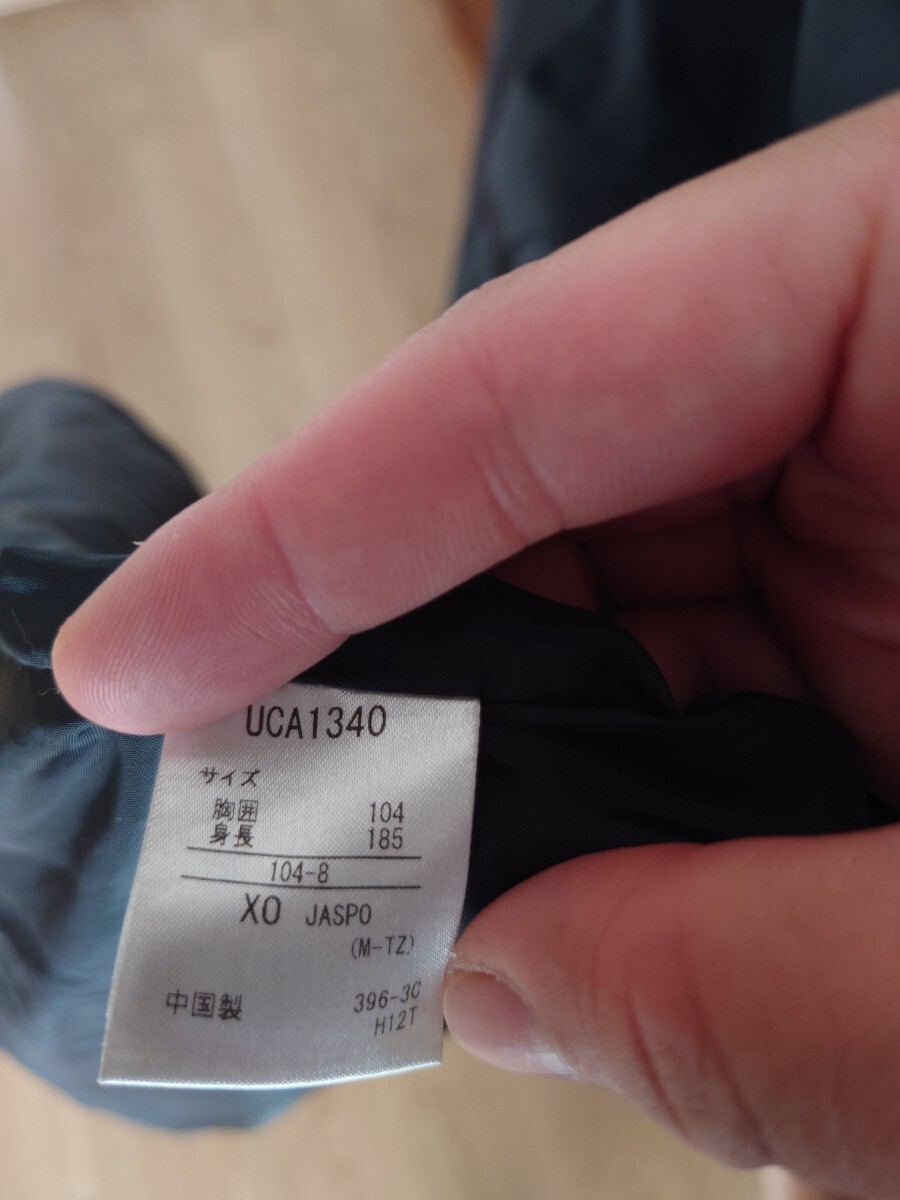 UCA1340
サイズ
胸囲 104
身長 185
104-8
XO JASPO
(M-TZ)
中国製 396-3C
H12T